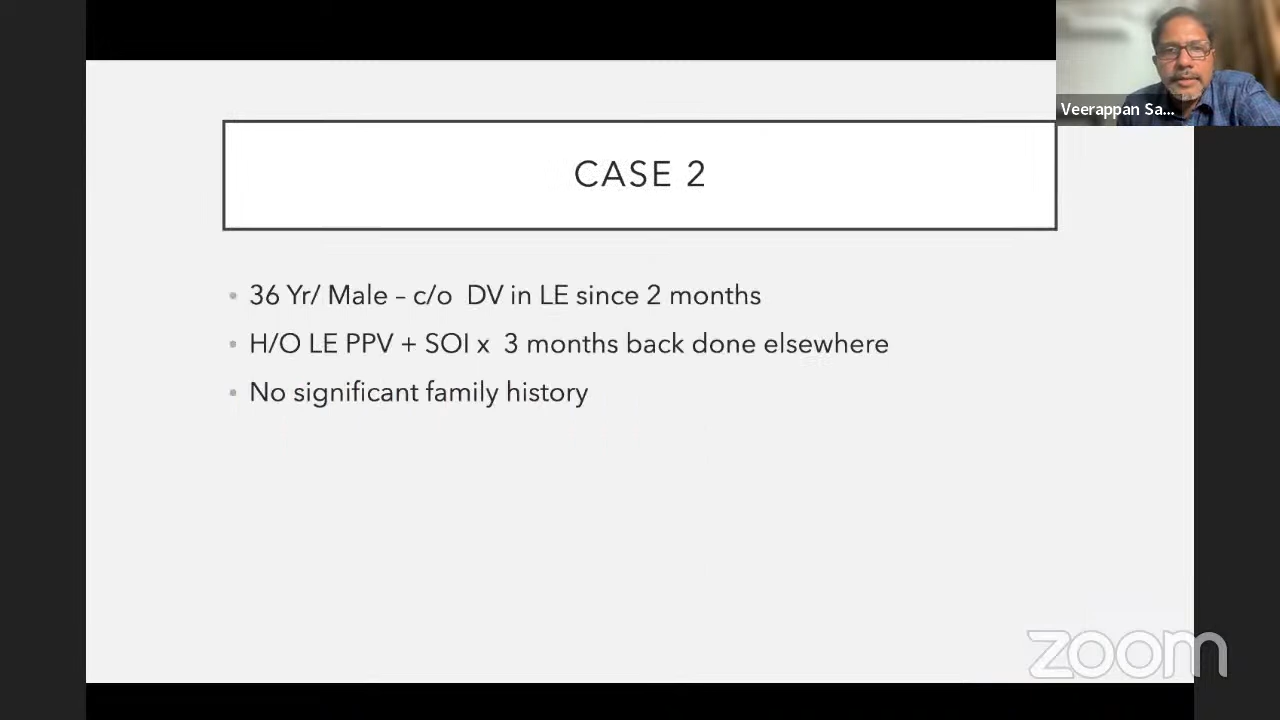 Veerappan Sa...
CASE 2
36 Yr/ Male – c/o DV in LE since 2 months
H/O LE PPV + SOI x 3 months back done elsewhere
No significant family history
zoom